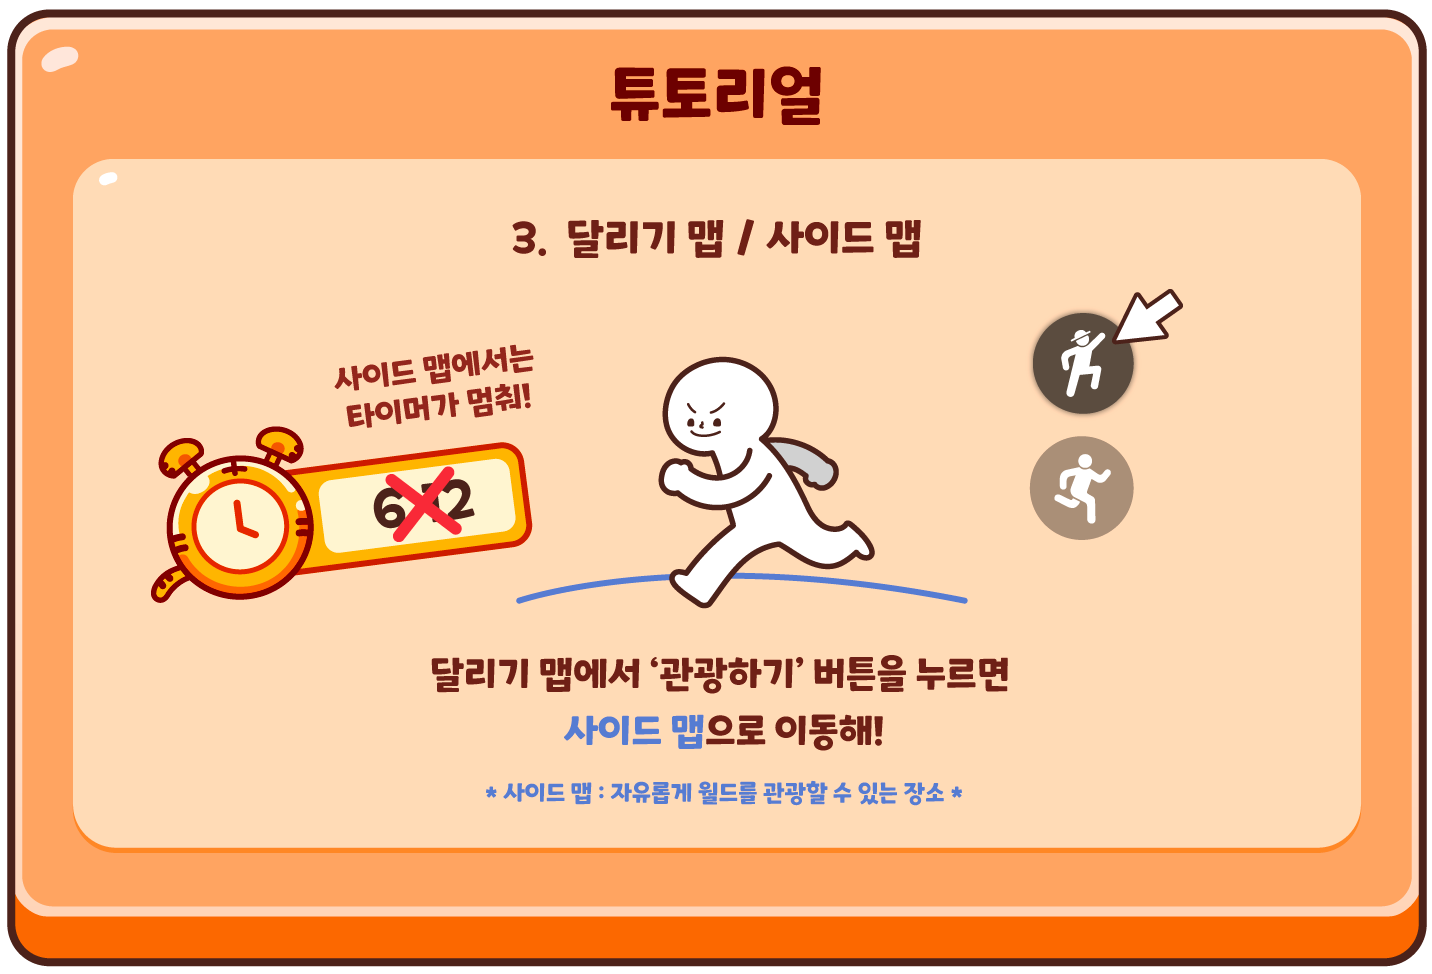 튜토리얼
3. 달리기 맵 / 사이드 맵
사이드 맵에서는
타이머가 멈춰!
달리기 맵에서 ‘관광하기’ 버튼을 누르면
사이드 맵으로 이동해!
* 사이드 맵 : 자유롭게 월드를 관광할 수 있는 장소 *